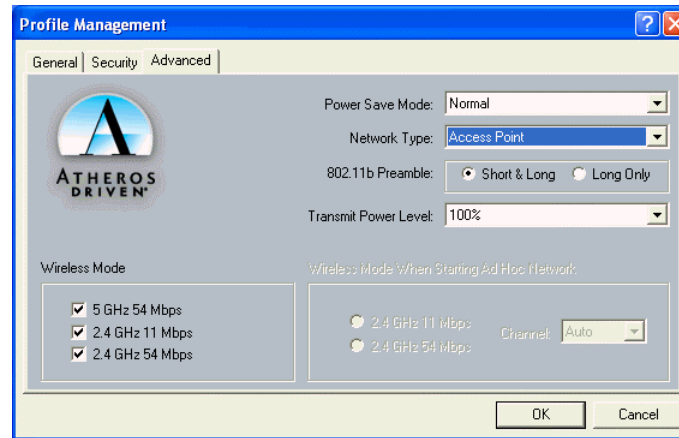 Profile Management
General Security Advanced
ATHEROS
DRIVEN
Power Save Mode: Normal
Network Type: Access Point
802.11b Preamble: Short & Long Long Only
Transmit Power Level: 100%
Wireless Mode
5 GHz 54 Mbps
2.4 GHz 11 Mbps
2.4 GHz 54 Mbps
Wireless Mode When Starting Ad Hoc Network
2.4 GHz 11 Mbps
2.4 GHz 54 Mbps
Channel: Auto
OK Cancel